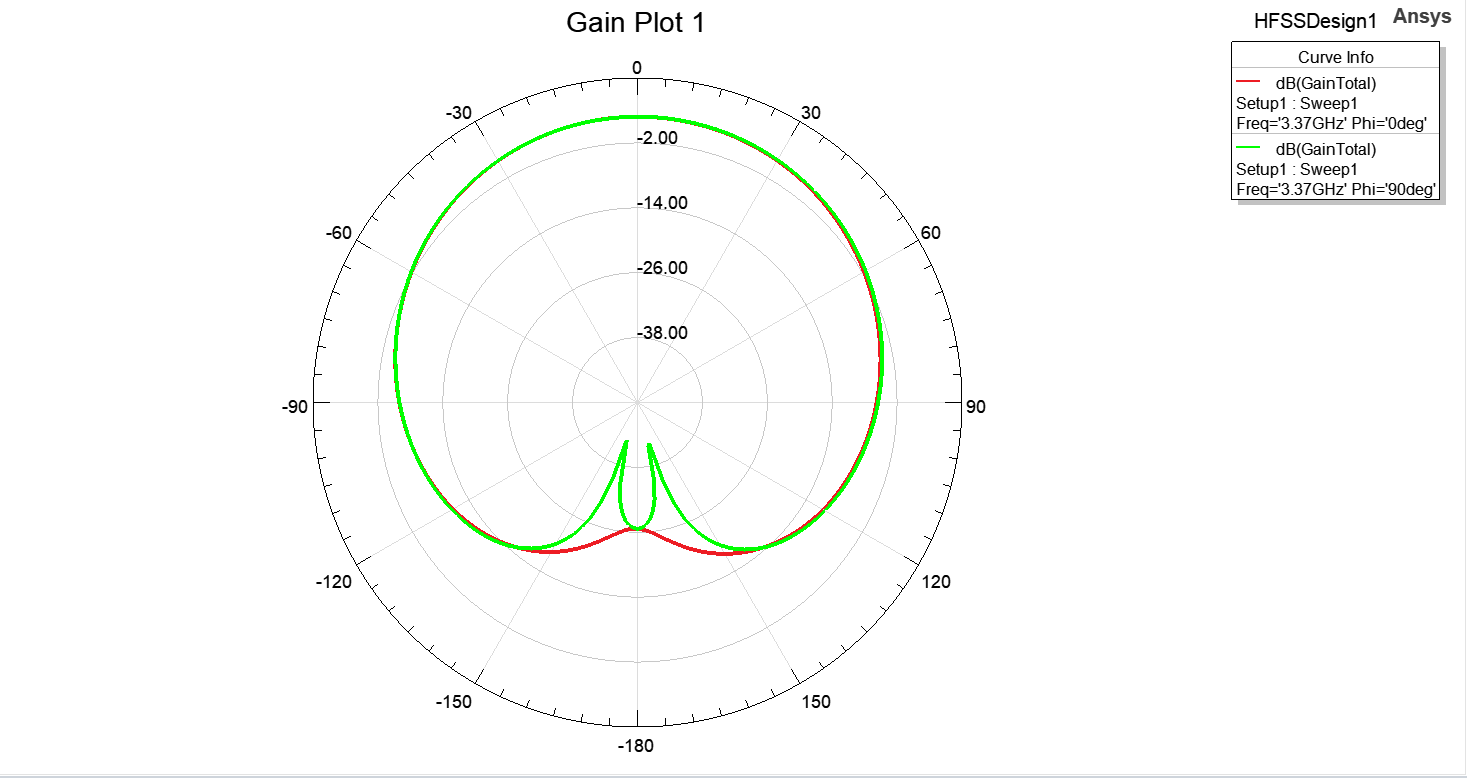 Gain Plot 1
HFSSDesign1
Ansys
Curve Info
dB(GainTotal)
Setup1 : Sweep1
Freq='3.37GHz' Phi='0deg'
dB(GainTotal)
Setup1 : Sweep1
Freq='3.37GHz' Phi='90deg'
0
-30
30
-2.00
-14.00
-60
60
-26.00
-38.00
-90
90
-120
120
-150
150
-180